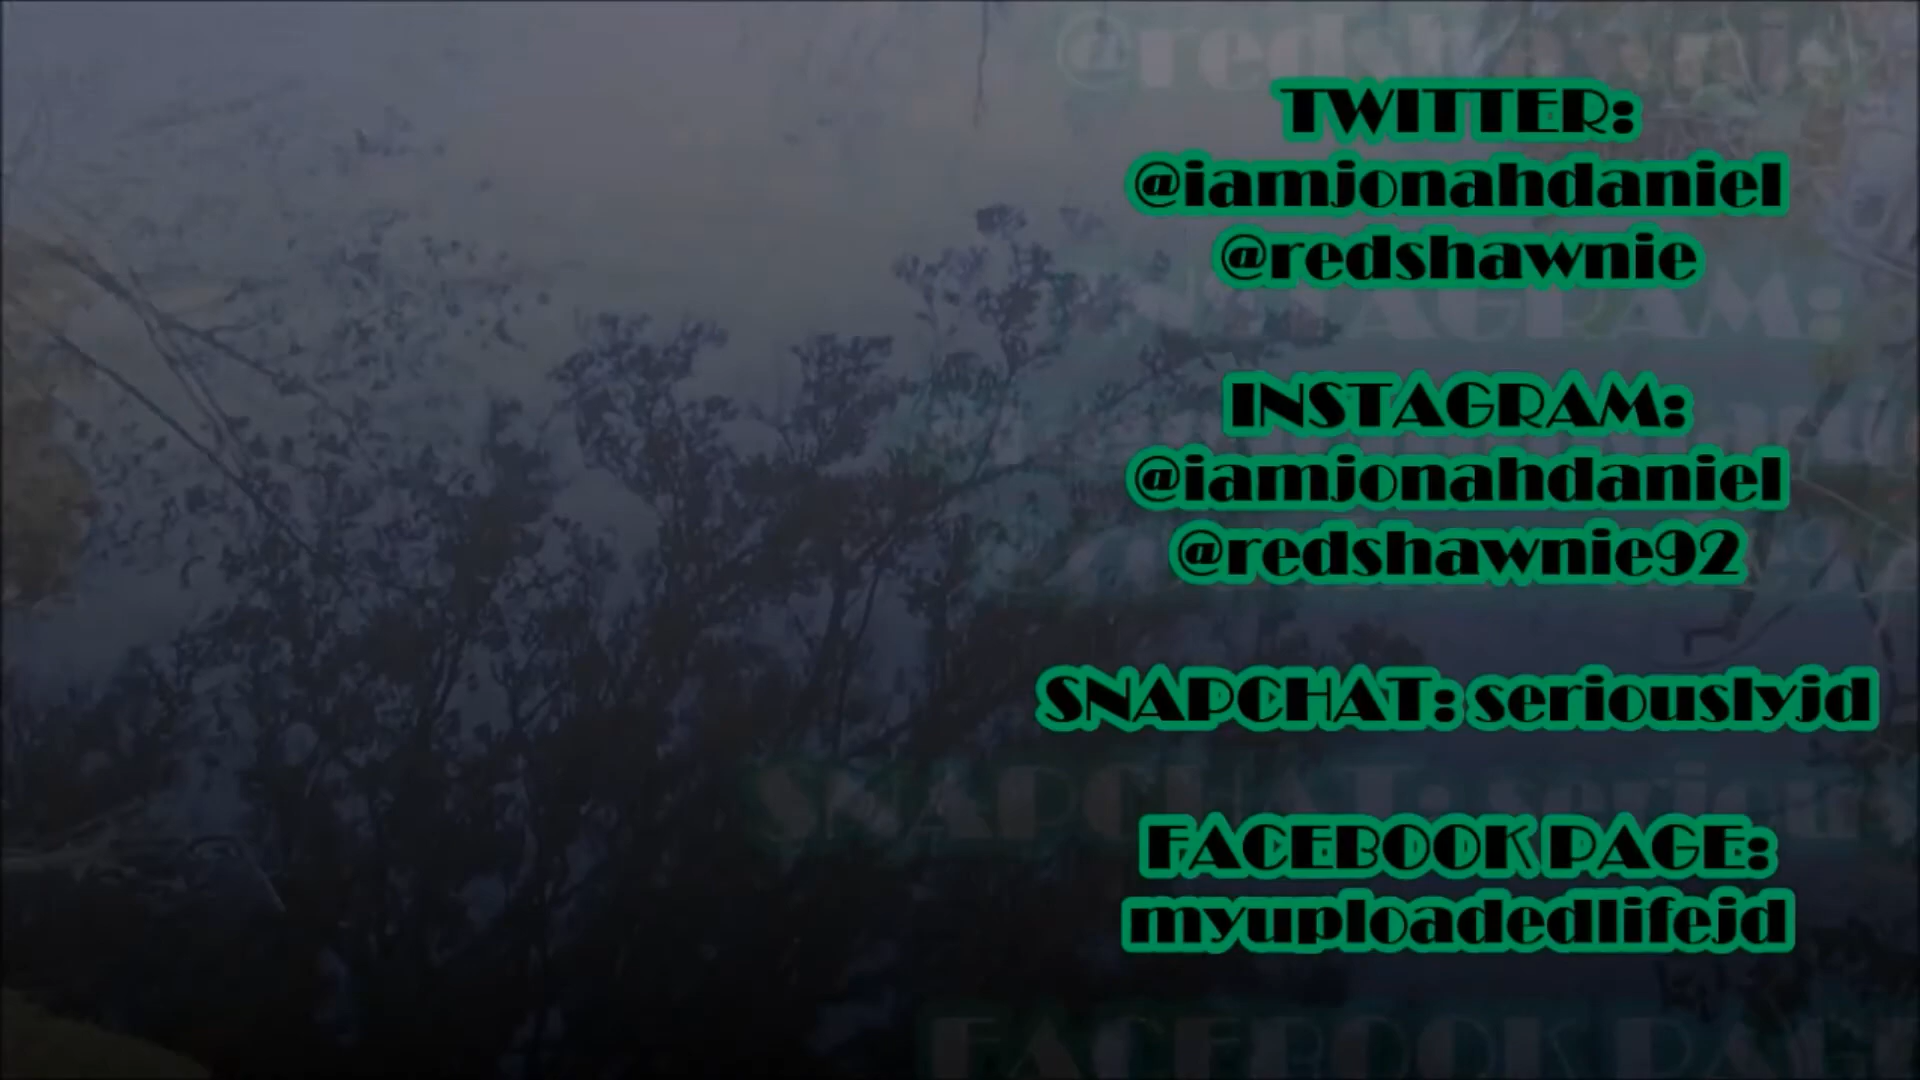 TWITTER:
@iamjonahdaniel
@redshawnie
INSTAGRAM:
@iamjonahdaniel
@redshawnie92
SNAPCHAT: seriouslyjd
FACEBOOK PAGE:
myuploadedlifejd